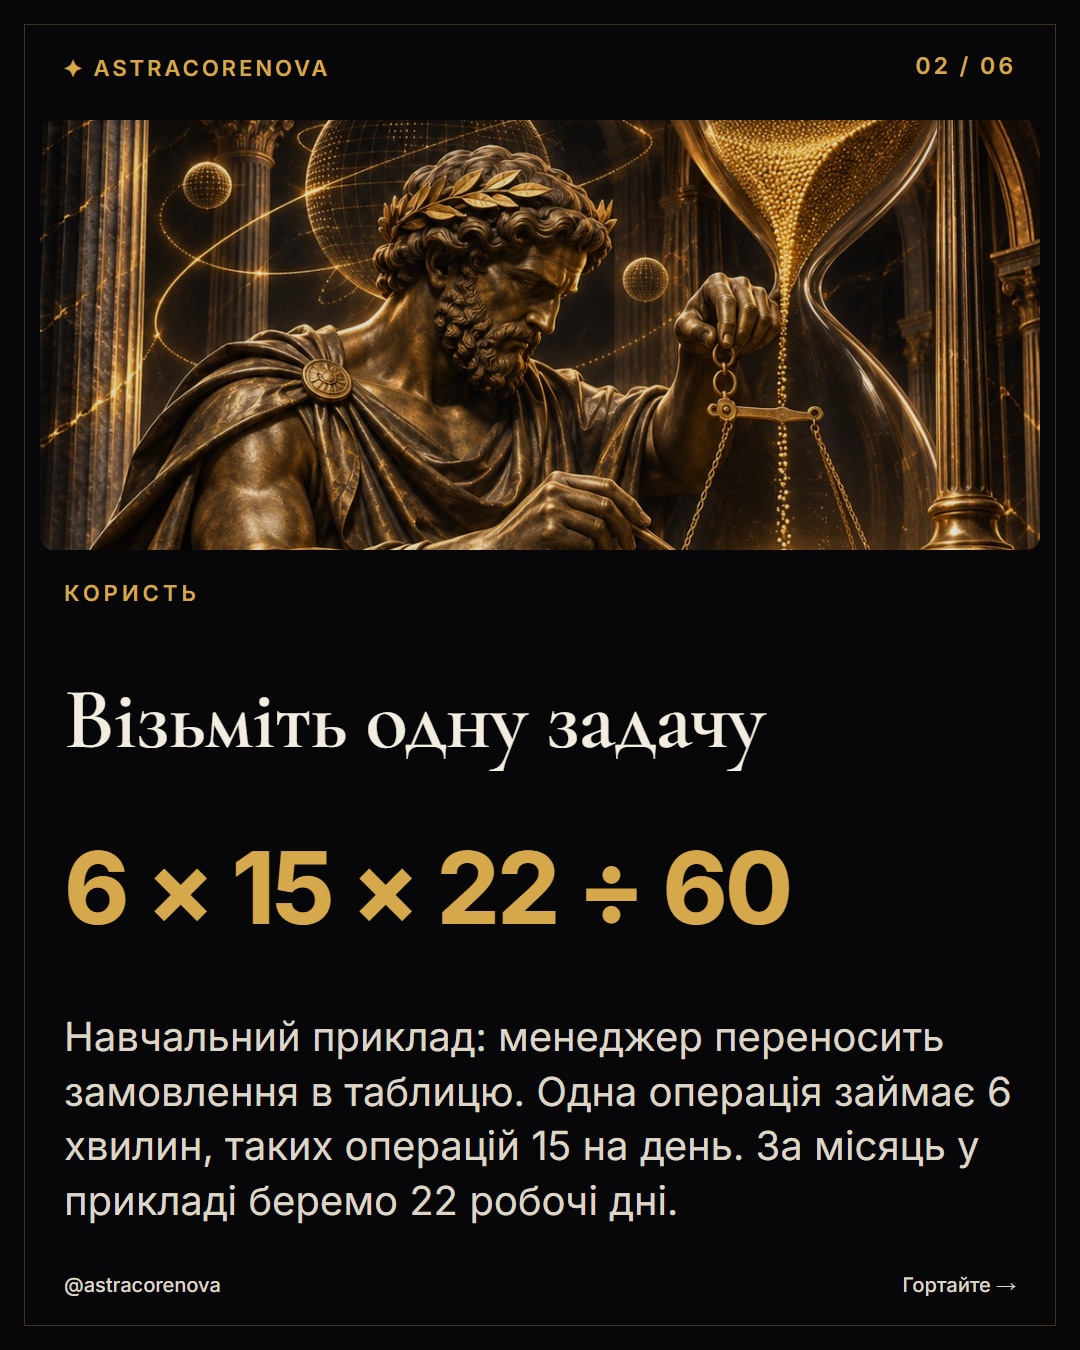 ✦ ASTRACORENOVA
02 / 06
КОРИСТЬ
Візьміть одну задачу
6 × 15 × 22 ÷ 60
Навчальний приклад: менеджер переносить
замовлення в таблицю. Одна операція займає 6
хвилин, таких операцій 15 на день. За місяць у
прикладі беремо 22 робочі дні.
@astracorenova
Гортайте →